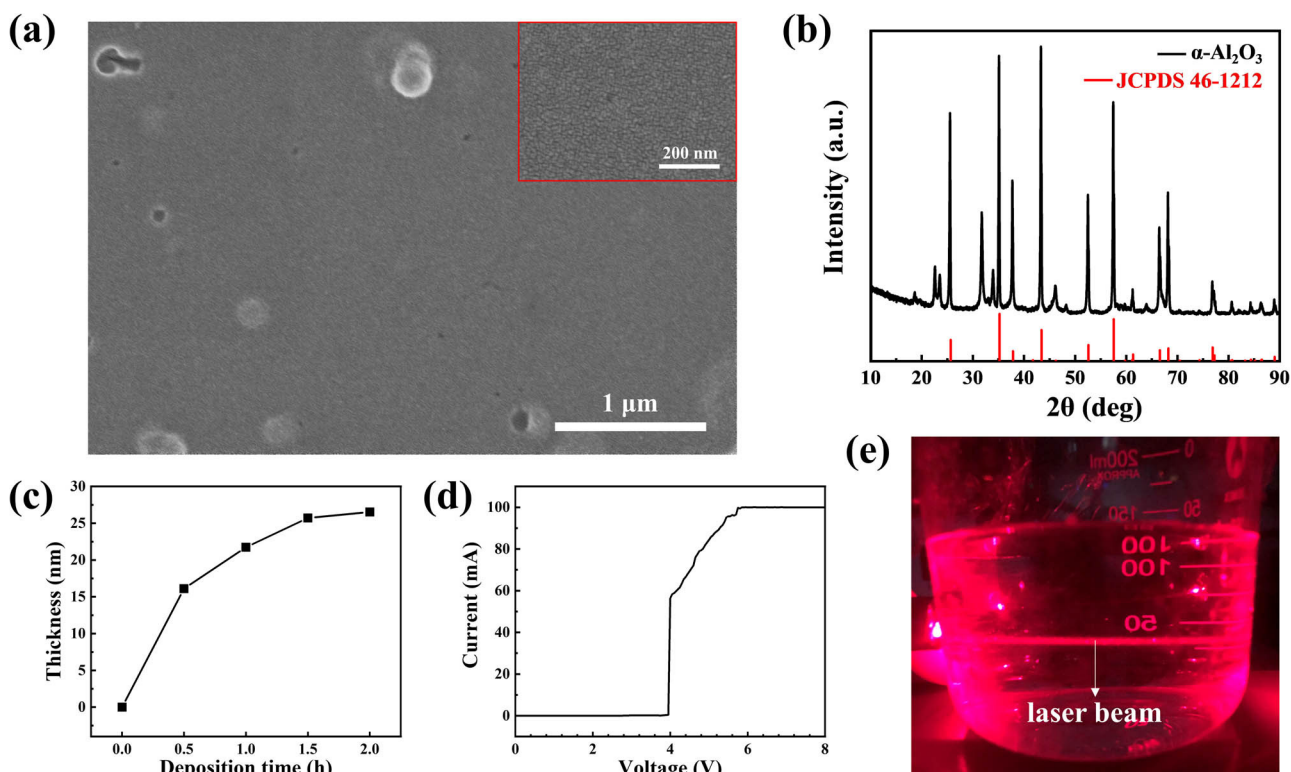 (a)
200 nm
1 μm
(b)
α-Al₂O₃
JCPDS 46-1212
Intensity (a.u.)
10 20 30 40 50 60 70 80 90
2θ (deg)
(c)
Thickness (nm)
30
25
20
15
10
5
0
0.0 0.5 1.0 1.5 2.0
Deposition time (h)
(d)
Current (mA)
100
80
60
40
20
0
0 2 4 6 8
Voltage (V)
(e)
200ml
APPROX
0
150
50
100
100
50
laser beam